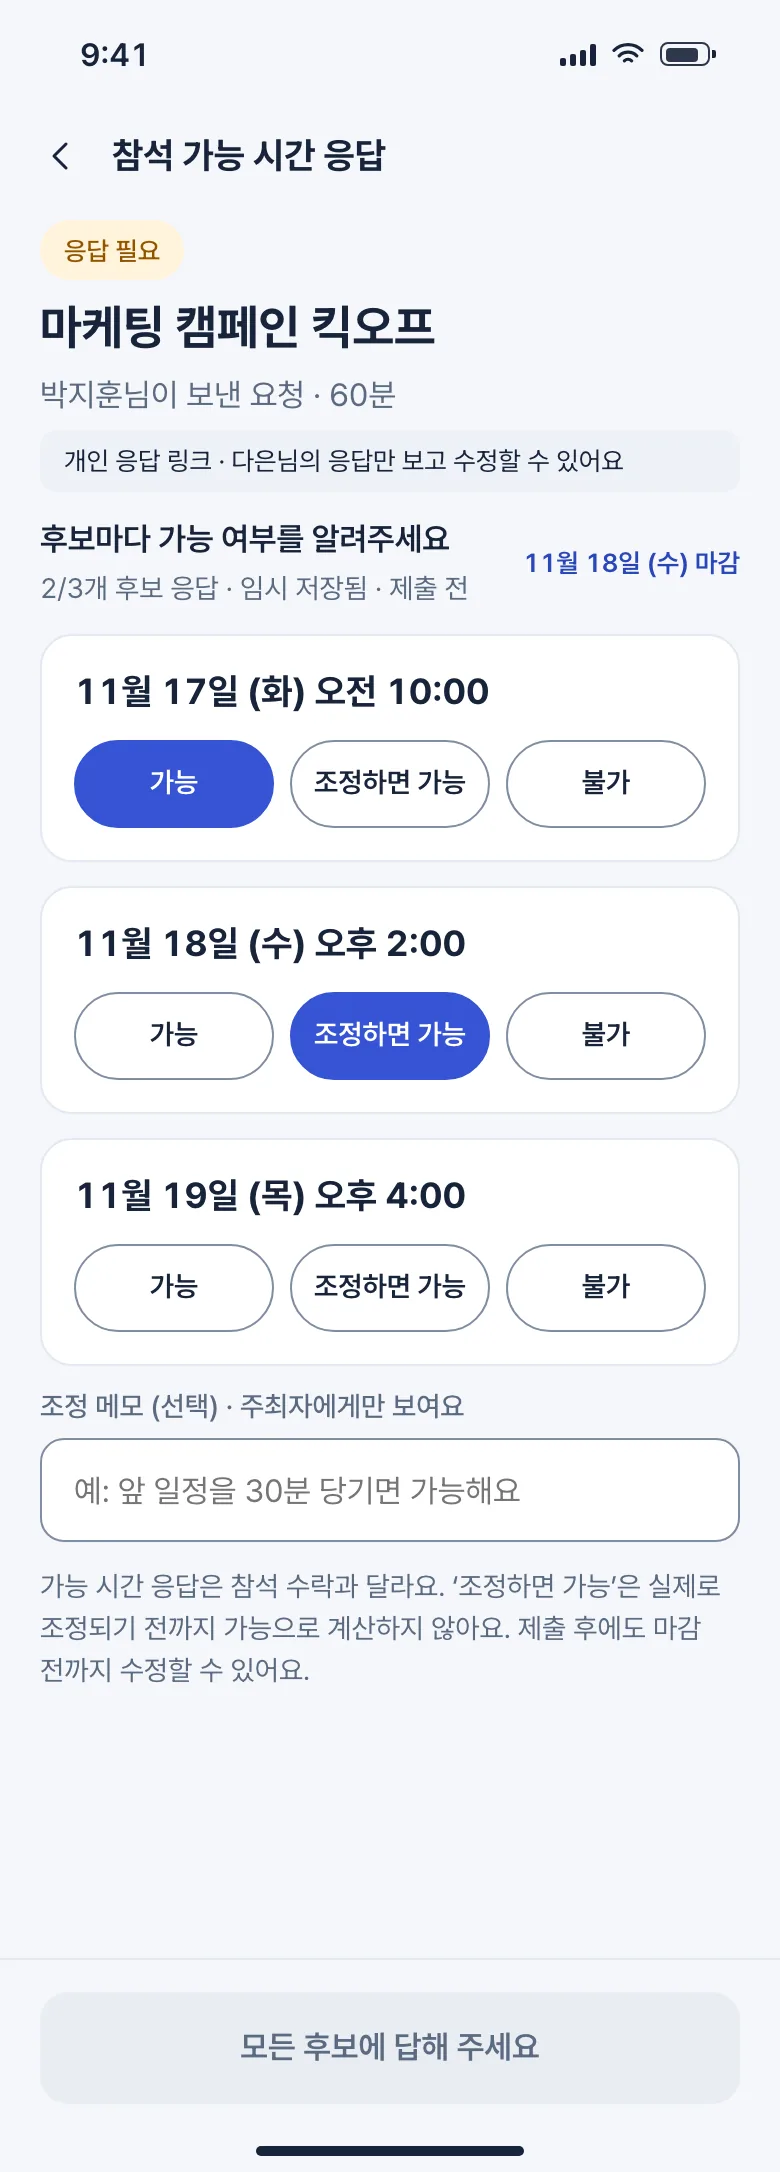 9:41
참석 가능 시간 응답
응답 필요
마케팅 캠페인 킥오프
박지훈님이 보낸 요청 · 60분
개인 응답 링크 · 다은님의 응답만 보고 수정할 수 있어요
후보마다 가능 여부를 알려주세요
2/3개 후보 응답 · 임시 저장됨 · 제출 전
11월 18일 (수) 마감
11월 17일 (화) 오전 10:00
가능 조정하면 가능 불가
11월 18일 (수) 오후 2:00
가능 조정하면 가능 불가
11월 19일 (목) 오후 4:00
가능 조정하면 가능 불가
조정 메모 (선택) · 주최자에게만 보여요
예: 앞 일정을 30분 당기면 가능해요
가능 시간 응답은 참석 수락과 달라요. ‘조정하면 가능’은 실제로
조정되기 전까지 가능으로 계산하지 않아요. 제출 후에도 마감
전까지 수정할 수 있어요.
모든 후보에 답해 주세요